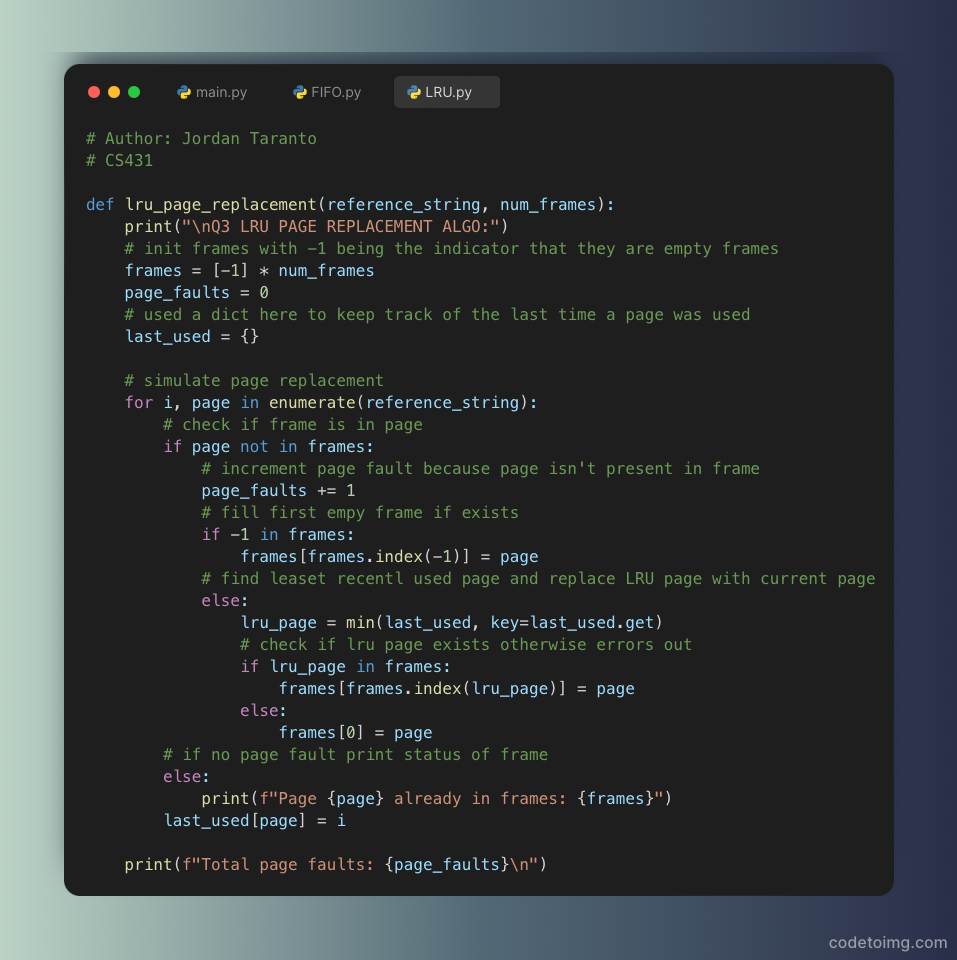 main.py FIFO.py LRU.py
# Author: Jordan Taranto
# CS431
def lru_page_replacement(reference_string, num_frames):
    print("\nQ3 LRU PAGE REPLACEMENT ALGO:")
    # init frames with -1 being the indicator that they are empty frames
    frames = [-1] * num_frames
    page_faults = 0
    # used a dict here to keep track of the last time a page was used
    last_used = {}
    # simulate page replacement
    for i, page in enumerate(reference_string):
        # check if frame is in page
        if page not in frames:
            # increment page fault because page isn't present in frame
            page_faults += 1
            # fill first empy frame if exists
            if -1 in frames:
                frames[frames.index(-1)] = page
            # find leaset recentl used page and replace LRU page with current page
            else:
                lru_page = min(last_used, key=last_used.get)
                # check if lru page exists otherwise errors out
                if lru_page in frames:
                    frames[frames.index(lru_page)] = page
                else:
                    frames[0] = page
        # if no page fault print status of frame
        else:
            print(f"Page {page} already in frames: {frames}")
        last_used[page] = i
    print(f"Total page faults: {page_faults}\n")
codetoimg.com